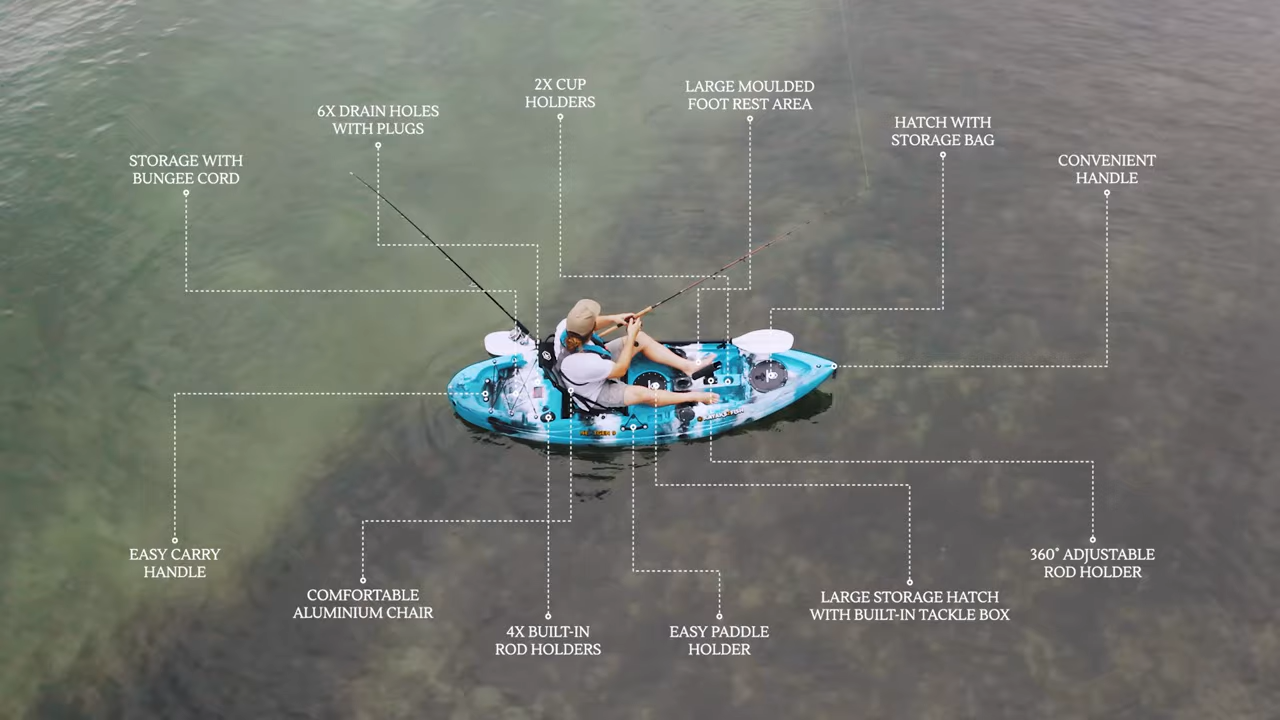 2X CUP
HOLDERS
LARGE MOULDED
FOOT REST AREA
6X DRAIN HOLES
WITH PLUGS
HATCH WITH
STORAGE BAG
STORAGE WITH
BUNGEE CORD
CONVENIENT
HANDLE
EASY CARRY
HANDLE
360° ADJUSTABLE
ROD HOLDER
COMFORTABLE
ALUMINIUM CHAIR
LARGE STORAGE HATCH
WITH BUILT-IN TACKLE BOX
4X BUILT-IN
ROD HOLDERS
EASY PADDLE
HOLDER